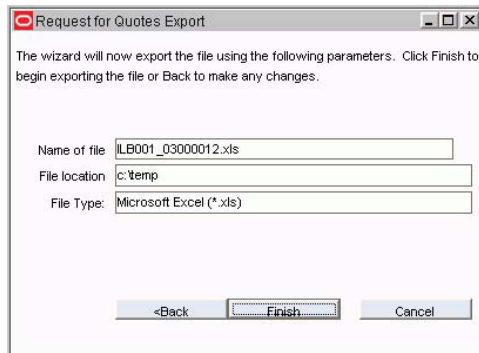 Request for Quotes Export
The wizard will now export the file using the following parameters. Click Finish to
begin exporting the file or Back to make any changes.
Name of file ILB001_03000012.xls
File location c:\temp
File Type: Microsoft Excel (*.xls)
<Back Finish Cancel